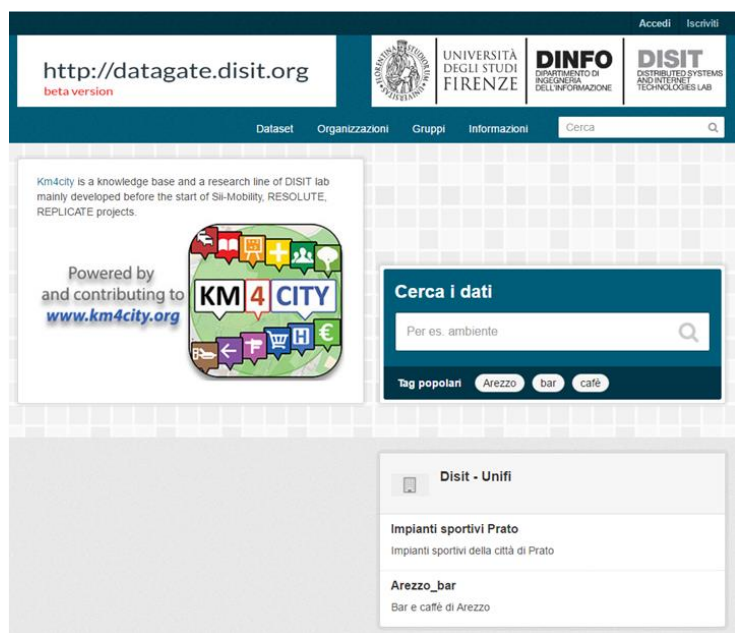 Accedi Iscriviti
http://datagate.disit.org
beta version
UNIVERSITÀ
DEGLI STUDI
FIRENZE
DINFO
DIPARTIMENTO DI
INGEGNERIA
DELL'INFORMAZIONE
DISIT
DISTRIBUTED SYSTEMS
AND INTERNET
TECHNOLOGIES LAB
Dataset Organizzazioni Gruppi Informazioni Cerca
Km4city is a knowledge base and a research line of DISIT lab
mainly developed before the start of Sii-Mobility, RESOLUTE,
REPLICATE projects.
Powered by
and contributing to
www.km4city.org
KM 4 CITY
H €
Cerca i dati
Per es. ambiente
Tag popolari Arezzo bar cafè
Disit - Unifi
Impianti sportivi Prato
Impianti sportivi della città di Prato
Arezzo_bar
Bar e caffè di Arezzo